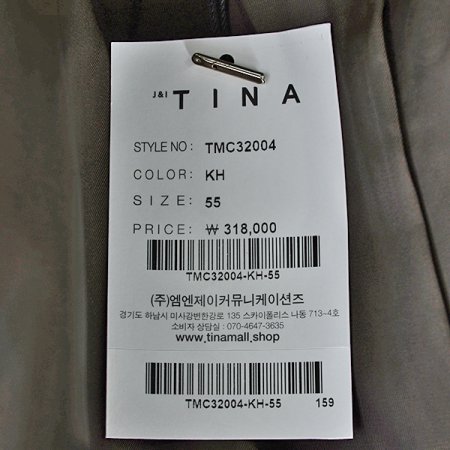 J&I TINA
STYLE NO: TMC32004
COLOR: KH
SIZE: 55
PRICE: ₩ 318,000
TMC32004-KH-55
(주)엠엔제이커뮤니케이션즈
경기도 하남시 미사강변한강로 135 스카이폴리스 나동 713-4호
소비자 상담실 : 070-4647-3635
www.tinamall.shop
TMC32004-KH-55 159